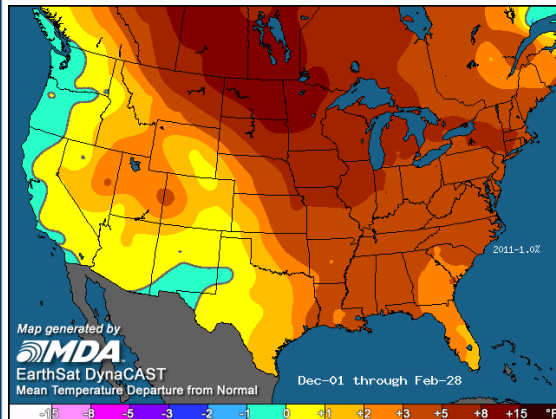 2011-1.0%
Map generated by
MDA
EarthSat DynaCAST
Mean Temperature Departure from Normal
Dec-01 through Feb-28
-15 -8 -5 -3 -2 -1 0 +1 +2 +3 +5 +8 +15 °F